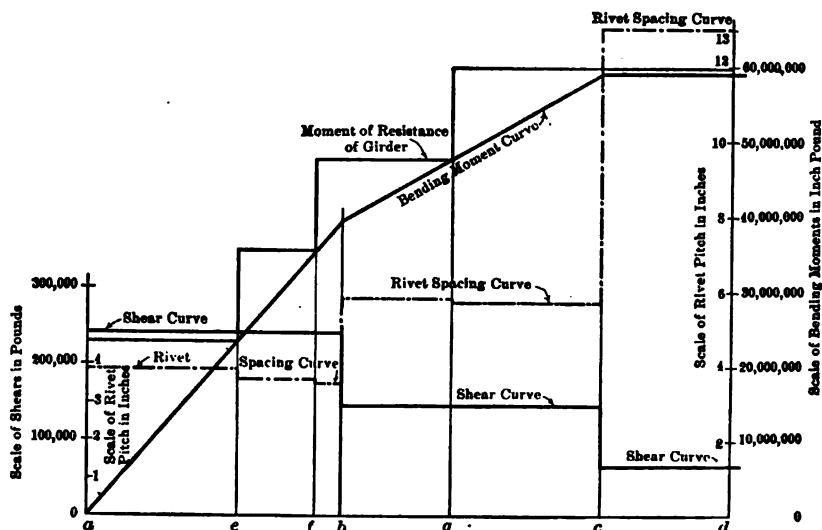 Rivet Spacing Curve
13
12
60,000,000
Moment of Resistance
of Girder
Bending Moment Curve
10
50,000,000
8
40,000,000
300,000
Shear Curve
Rivet Spacing Curve
6
30,000,000
200,000
4
Rivet
Spacing Curve
4
20,000,000
3
Shear Curve
100,000
2
2
10,000,000
1
Shear Curve
0
0
a
e
f
b
g
c
d
Scale of Shears in Pounds
Scale of Rivet
Pitch in Inches
Scale of Rivet Pitch in Inches
Scale of Bending Moments in Inch Pound